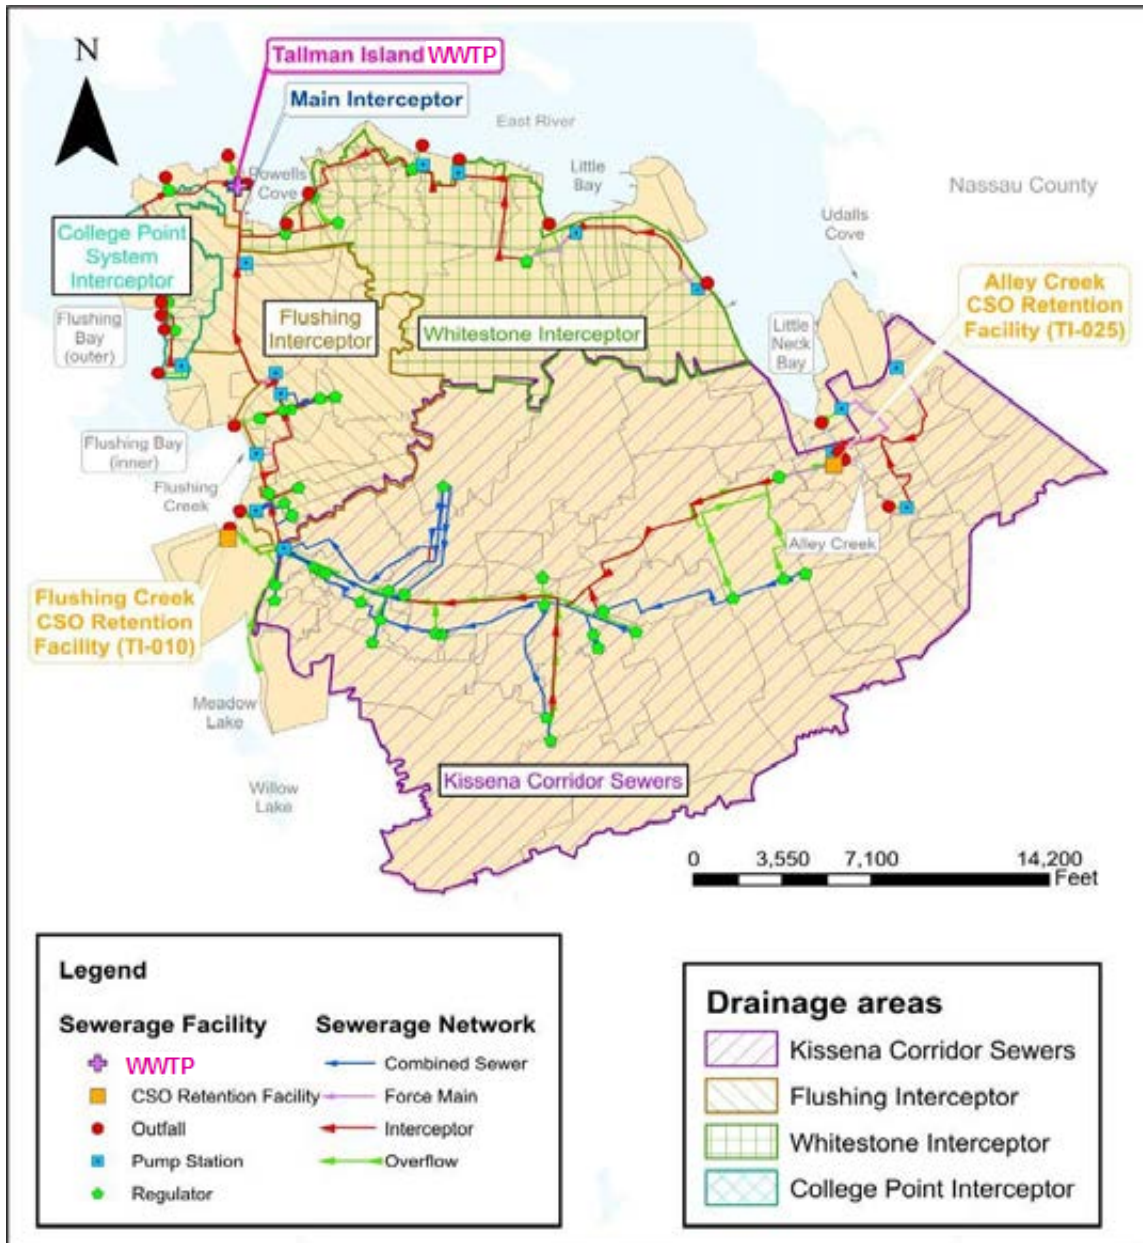 N
Tallman Island WWTP
Main Interceptor
East River
Little
Bay
Powells
Cove
Nassau County
Udalls
Cove
College Point
System
Interceptor
Alley Creek
CSO Retention
Facility (TI-025)
Flushing
Bay
(outer)
Flushing
Interceptor
Whitestone Interceptor
Little
Neck
Bay
Flushing Bay
(inner)
Flushing
Creek
Alley Creek
Flushing Creek
CSO Retention
Facility (TI-010)
Meadow
Lake
Willow
Lake
Kissena Corridor Sewers
0 3,550 7,100 14,200
Feet
Legend
Sewerage Facility
WWTP
CSO Retention Facility
Outfall
Pump Station
Regulator
Sewerage Network
Combined Sewer
Force Main
Interceptor
Overflow
Drainage areas
Kissena Corridor Sewers
Flushing Interceptor
Whitestone Interceptor
College Point Interceptor